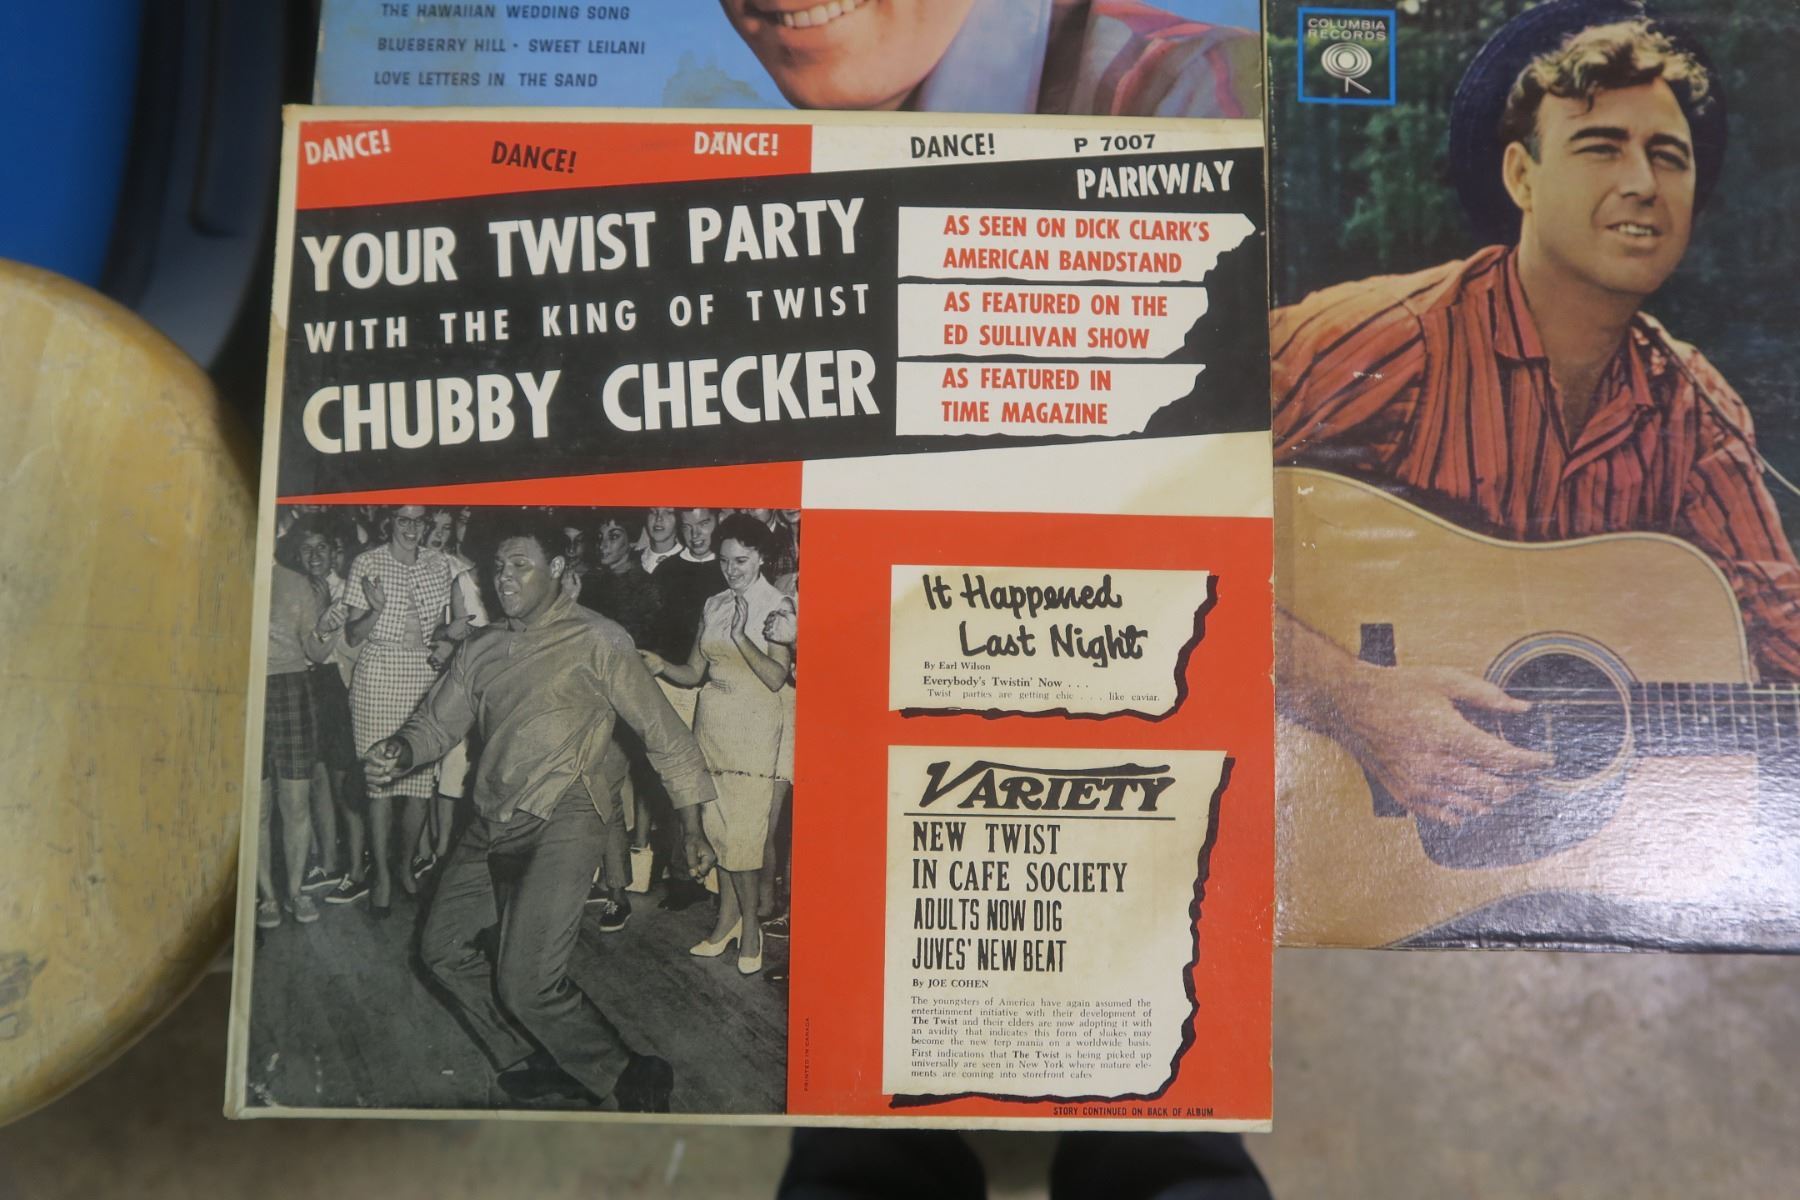 THE HAWAIIAN WEDDING SONG
BLUEBERRY HILL · SWEET LEILANI
LOVE LETTERS IN THE SAND
COLUMBIA
RECORDS
DANCE! DANCE! DANCE! DANCE! P 7007
PARKWAY
YOUR TWIST PARTY
WITH THE KING OF TWIST
CHUBBY CHECKER
AS SEEN ON DICK CLARK'S
AMERICAN BANDSTAND
AS FEATURED ON THE
ED SULLIVAN SHOW
AS FEATURED IN
TIME MAGAZINE
It Happened
Last Night
By Earl Wilson
Everybody's Twistin' Now . . .
Twist parties are getting chic . . . like caviar.
VARIETY
NEW TWIST
IN CAFE SOCIETY
ADULTS NOW DIG
JUVES' NEW BEAT
By JOE COHEN
The youngsters of America have again assumed the
entertainment initiative with their development of
The Twist and their elders are now adopting it with
an avidity that indicates this form of shakes may
become the new terp mania on a worldwide basis.
First indications that The Twist is being picked up
universally are seen in New York where mature ele-
ments are coming into storefront cafes
PRINTED IN CANADA
STORY CONTINUED ON BACK OF ALBUM